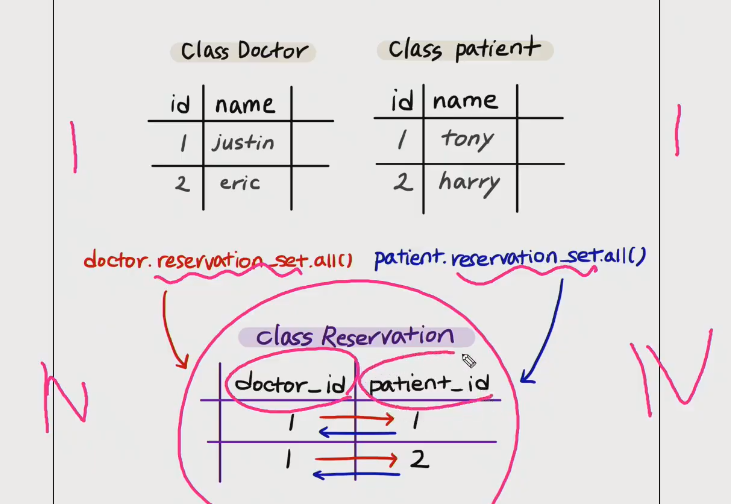 Class Doctor
Class patient
id name
1 justin
2 eric
id name
1 tony
2 harry
1
1
doctor.reservation_set.all()
patient.reservation_set.all()
class Reservation
doctor_id patient_id
1 1
1 2
N
N